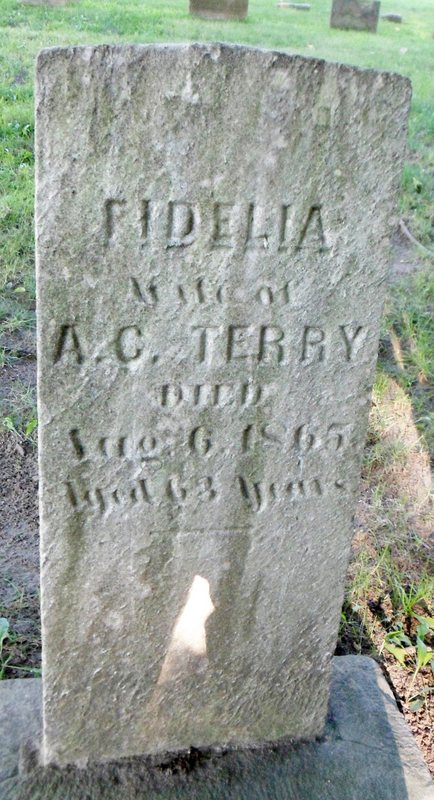 FIDELIA
Wife of
A.C. TERRY
DIED
Aug. 6, 1865.
Aged 63 Years